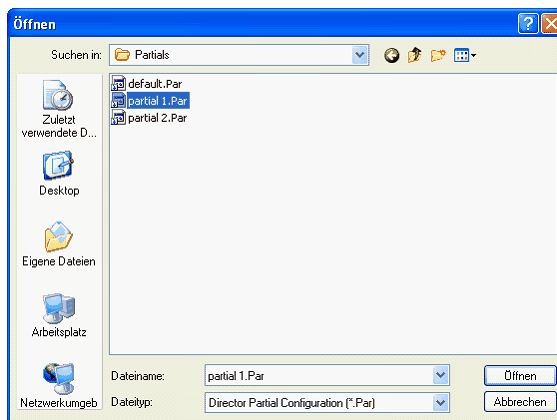 Öffnen
Suchen in: Partials
default.Par
partial 1.Par
partial 2.Par
Zuletzt
verwendete D...
Desktop
Eigene Dateien
Arbeitsplatz
Netzwerkumgeb
Dateiname: partial 1.Par Öffnen
Dateityp: Director Partial Configuration (*.Par) Abbrechen